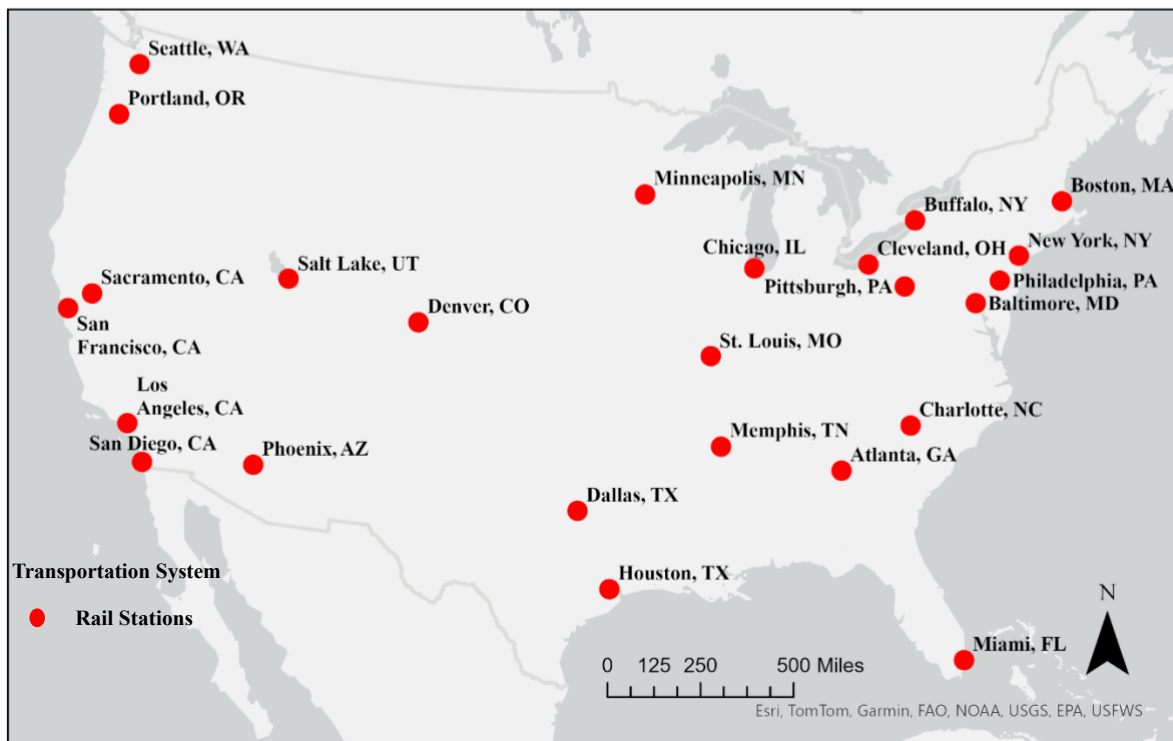 Seattle, WA
Portland, OR
Minneapolis, MN
Boston, MA
Buffalo, NY
New York, NY
Chicago, IL
Cleveland, OH
Salt Lake, UT
Sacramento, CA
Pittsburgh, PA
Philadelphia, PA
Denver, CO
Baltimore, MD
San
Francisco, CA
St. Louis, MO
Los
Angeles, CA
Charlotte, NC
San Diego, CA
Phoenix, AZ
Memphis, TN
Atlanta, GA
Dallas, TX
Transportation System
Houston, TX
Rail Stations
N
Miami, FL
0 125 250 500 Miles
Esri, TomTom, Garmin, FAO, NOAA, USGS, EPA, USFWS